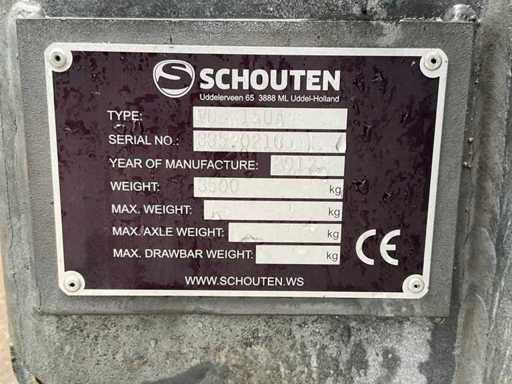 SCHOUTEN
Uddelerveen 65 3888 ML Uddel-Holland
TYPE:
SERIAL NO.:
YEAR OF MANUFACTURE: 2012
WEIGHT: 3500 kg
MAX. WEIGHT: kg
MAX. AXLE WEIGHT: kg
MAX. DRAWBAR WEIGHT: kg
CE
WWW.SCHOUTEN.WS